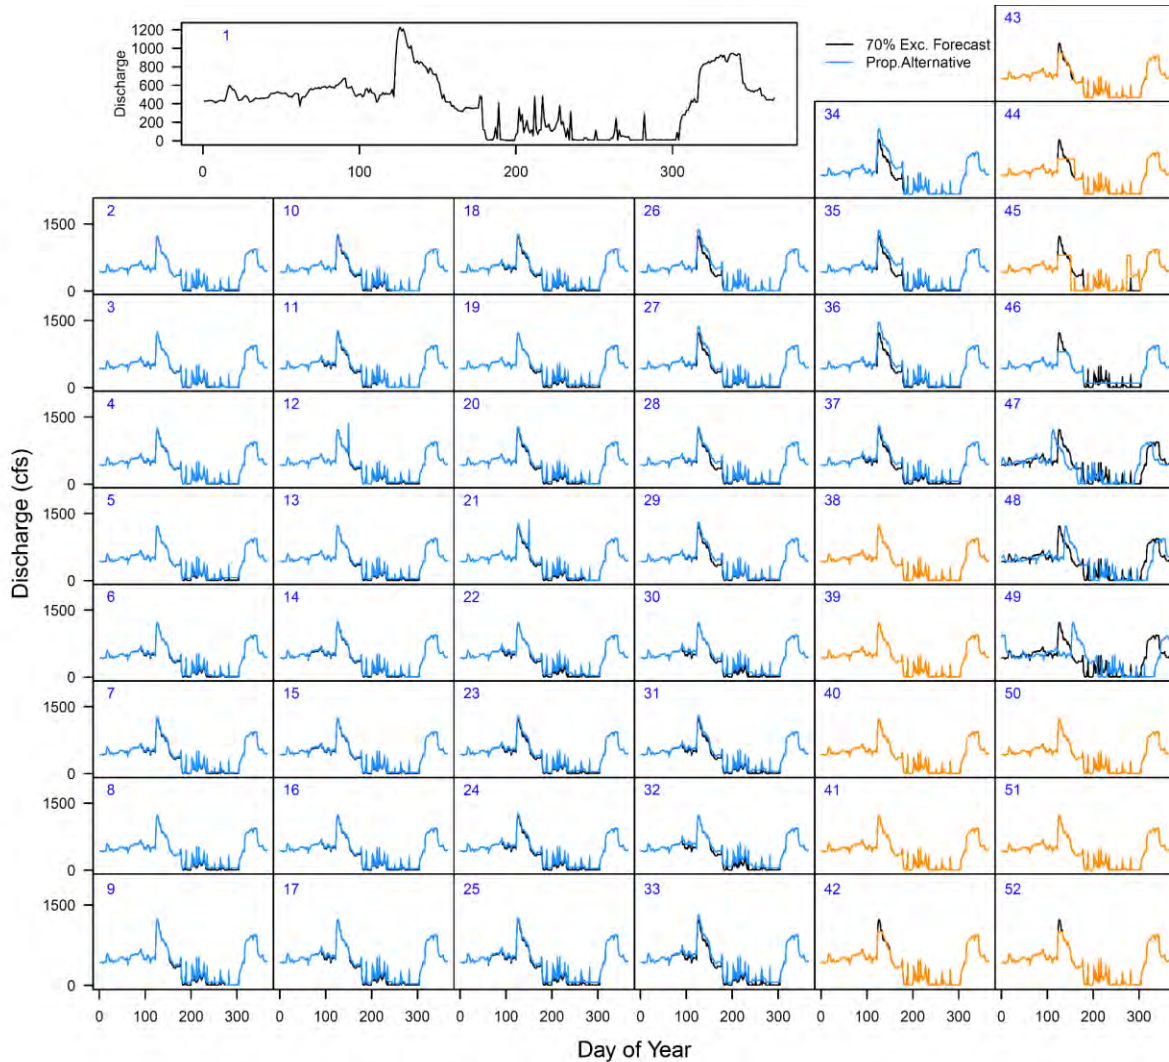 1
Discharge
1200
1000
800
600
400
200
0
0 100 200 300
70% Exc. Forecast
Prop.Alternative
43
34 44
2 10 18 26 35 45
1500
0
3 11 19 27 36 46
1500
0
4 12 20 28 37 47
1500
0
5 13 21 29 38 48
1500
0
6 14 22 30 39 49
1500
0
7 15 23 31 40 50
1500
0
8 16 24 32 41 51
1500
0
9 17 25 33 42 52
1500
0
Discharge (cfs)
0 100 200 300 0 100 200 300 0 100 200 300 0 100 200 300 0 100 200 300 0 100 200 300
Day of Year